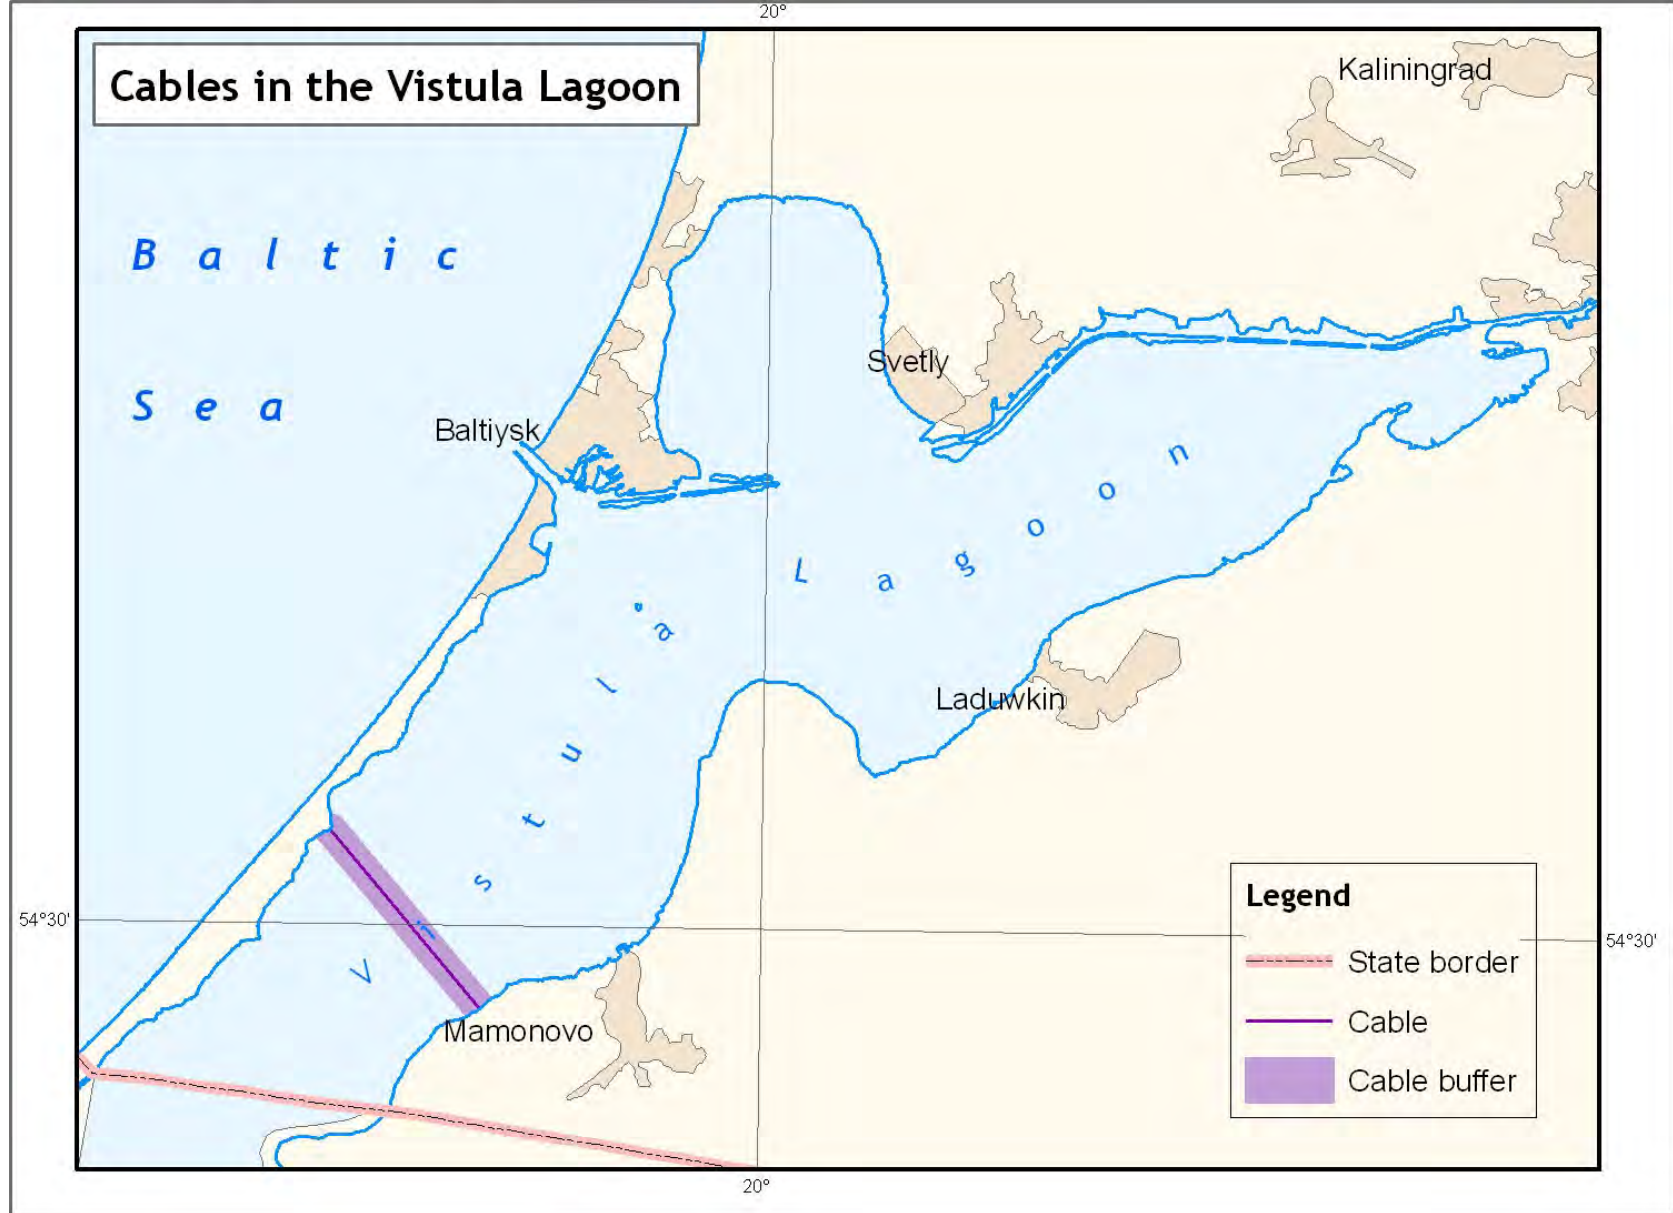 20°
Cables in the Vistula Lagoon
Kaliningrad
Baltic
Sea
Svetly
Baltiysk
Vistula Lagoon
Laduwkin
54°30'
54°30'
Mamonovo
Legend
State border
Cable
Cable buffer
20°